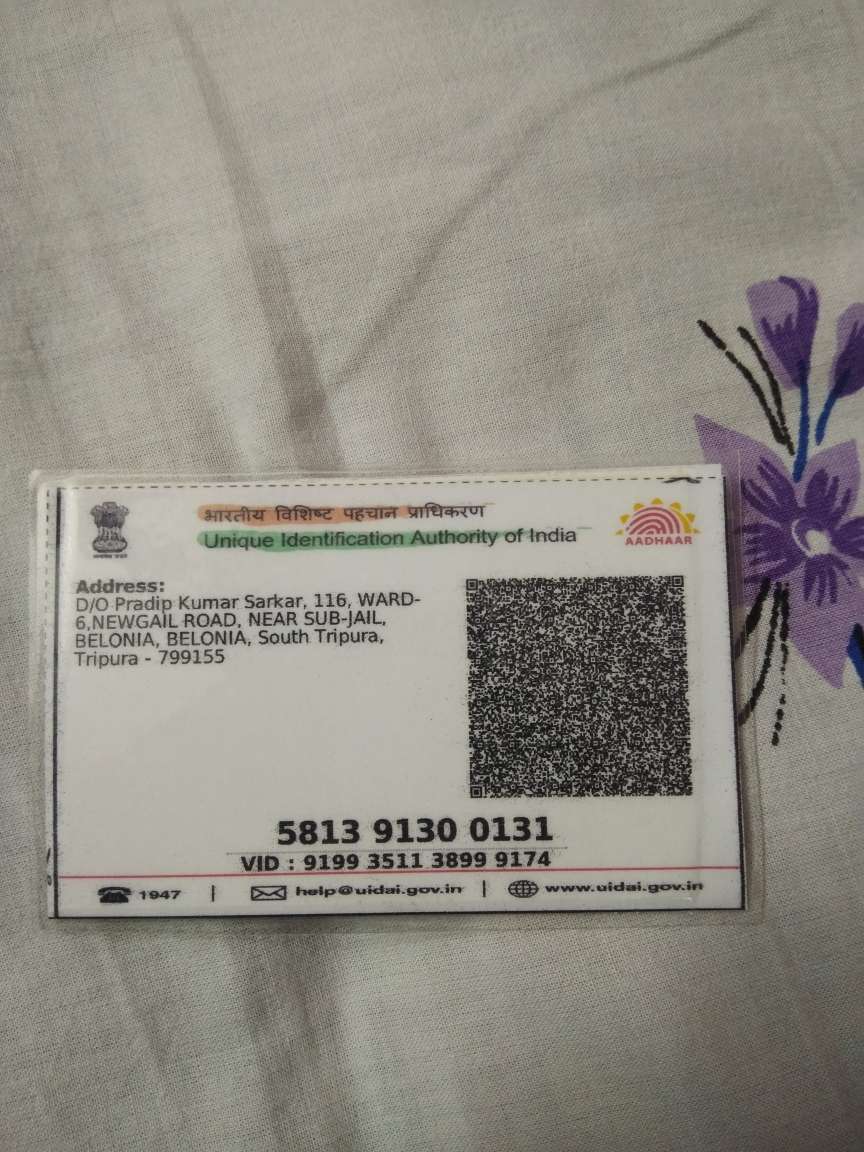 भारतीय विशिष्ट पहचान प्राधिकरण
Unique Identification Authority of India
AADHAAR
Address:
D/O Pradip Kumar Sarkar, 116, WARD-
6,NEWGAIL ROAD, NEAR SUB-JAIL,
BELONIA, BELONIA, South Tripura,
Tripura - 799155
5813 9130 0131
VID : 9199 3511 3899 9174
1947 | help@uidai.gov.in | www.uidai.gov.in